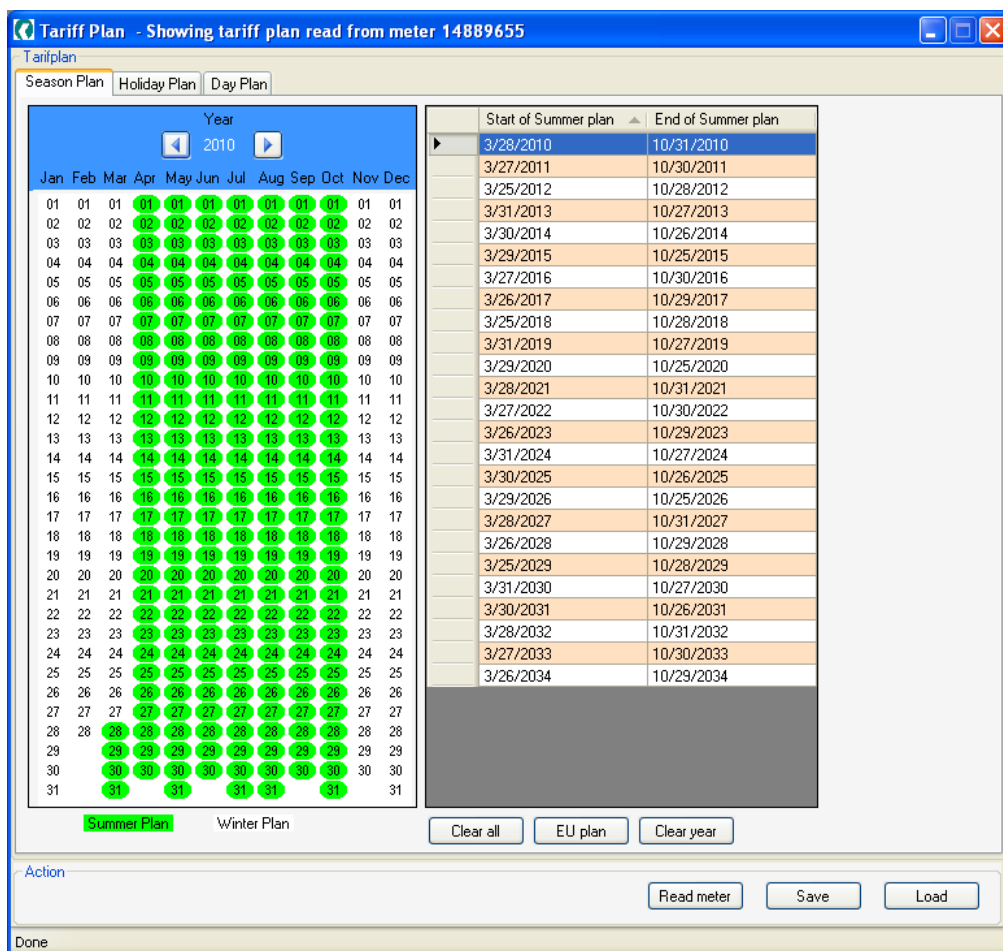 Tariff Plan - Showing tariff plan read from meter 14889655
Tarifplan
Season Plan Holiday Plan Day Plan
Year
2010
Jan Feb Mar Apr May Jun Jul Aug Sep Oct Nov Dec
01 01 01 01 01 01 01 01 01 01 01 01
02 02 02 02 02 02 02 02 02 02 02 02
03 03 03 03 03 03 03 03 03 03 03 03
04 04 04 04 04 04 04 04 04 04 04 04
05 05 05 05 05 05 05 05 05 05 05 05
06 06 06 06 06 06 06 06 06 06 06 06
07 07 07 07 07 07 07 07 07 07 07 07
08 08 08 08 08 08 08 08 08 08 08 08
09 09 09 09 09 09 09 09 09 09 09 09
10 10 10 10 10 10 10 10 10 10 10 10
11 11 11 11 11 11 11 11 11 11 11 11
12 12 12 12 12 12 12 12 12 12 12 12
13 13 13 13 13 13 13 13 13 13 13 13
14 14 14 14 14 14 14 14 14 14 14 14
15 15 15 15 15 15 15 15 15 15 15 15
16 16 16 16 16 16 16 16 16 16 16 16
17 17 17 17 17 17 17 17 17 17 17 17
18 18 18 18 18 18 18 18 18 18 18 18
19 19 19 19 19 19 19 19 19 19 19 19
20 20 20 20 20 20 20 20 20 20 20 20
21 21 21 21 21 21 21 21 21 21 21 21
22 22 22 22 22 22 22 22 22 22 22 22
23 23 23 23 23 23 23 23 23 23 23 23
24 24 24 24 24 24 24 24 24 24 24 24
25 25 25 25 25 25 25 25 25 25 25 25
26 26 26 26 26 26 26 26 26 26 26 26
27 27 27 27 27 27 27 27 27 27 27 27
28 28 28 28 28 28 28 28 28 28 28 28
29 29 29 29 29 29 29 29 29 29 29
30 30 30 30 30 30 30 30 30 30 30
31 31 31 31 31 31 31
Summer Plan Winter Plan
Start of Summer plan End of Summer plan
3/28/2010 10/31/2010
3/27/2011 10/30/2011
3/25/2012 10/28/2012
3/31/2013 10/27/2013
3/30/2014 10/26/2014
3/29/2015 10/25/2015
3/27/2016 10/30/2016
3/26/2017 10/29/2017
3/25/2018 10/28/2018
3/31/2019 10/27/2019
3/29/2020 10/25/2020
3/28/2021 10/31/2021
3/27/2022 10/30/2022
3/26/2023 10/29/2023
3/31/2024 10/27/2024
3/30/2025 10/26/2025
3/29/2026 10/25/2026
3/28/2027 10/31/2027
3/26/2028 10/29/2028
3/25/2029 10/28/2029
3/31/2030 10/27/2030
3/30/2031 10/26/2031
3/28/2032 10/31/2032
3/27/2033 10/30/2033
3/26/2034 10/29/2034
Clear all EU plan Clear year
Action
Read meter Save Load
Done